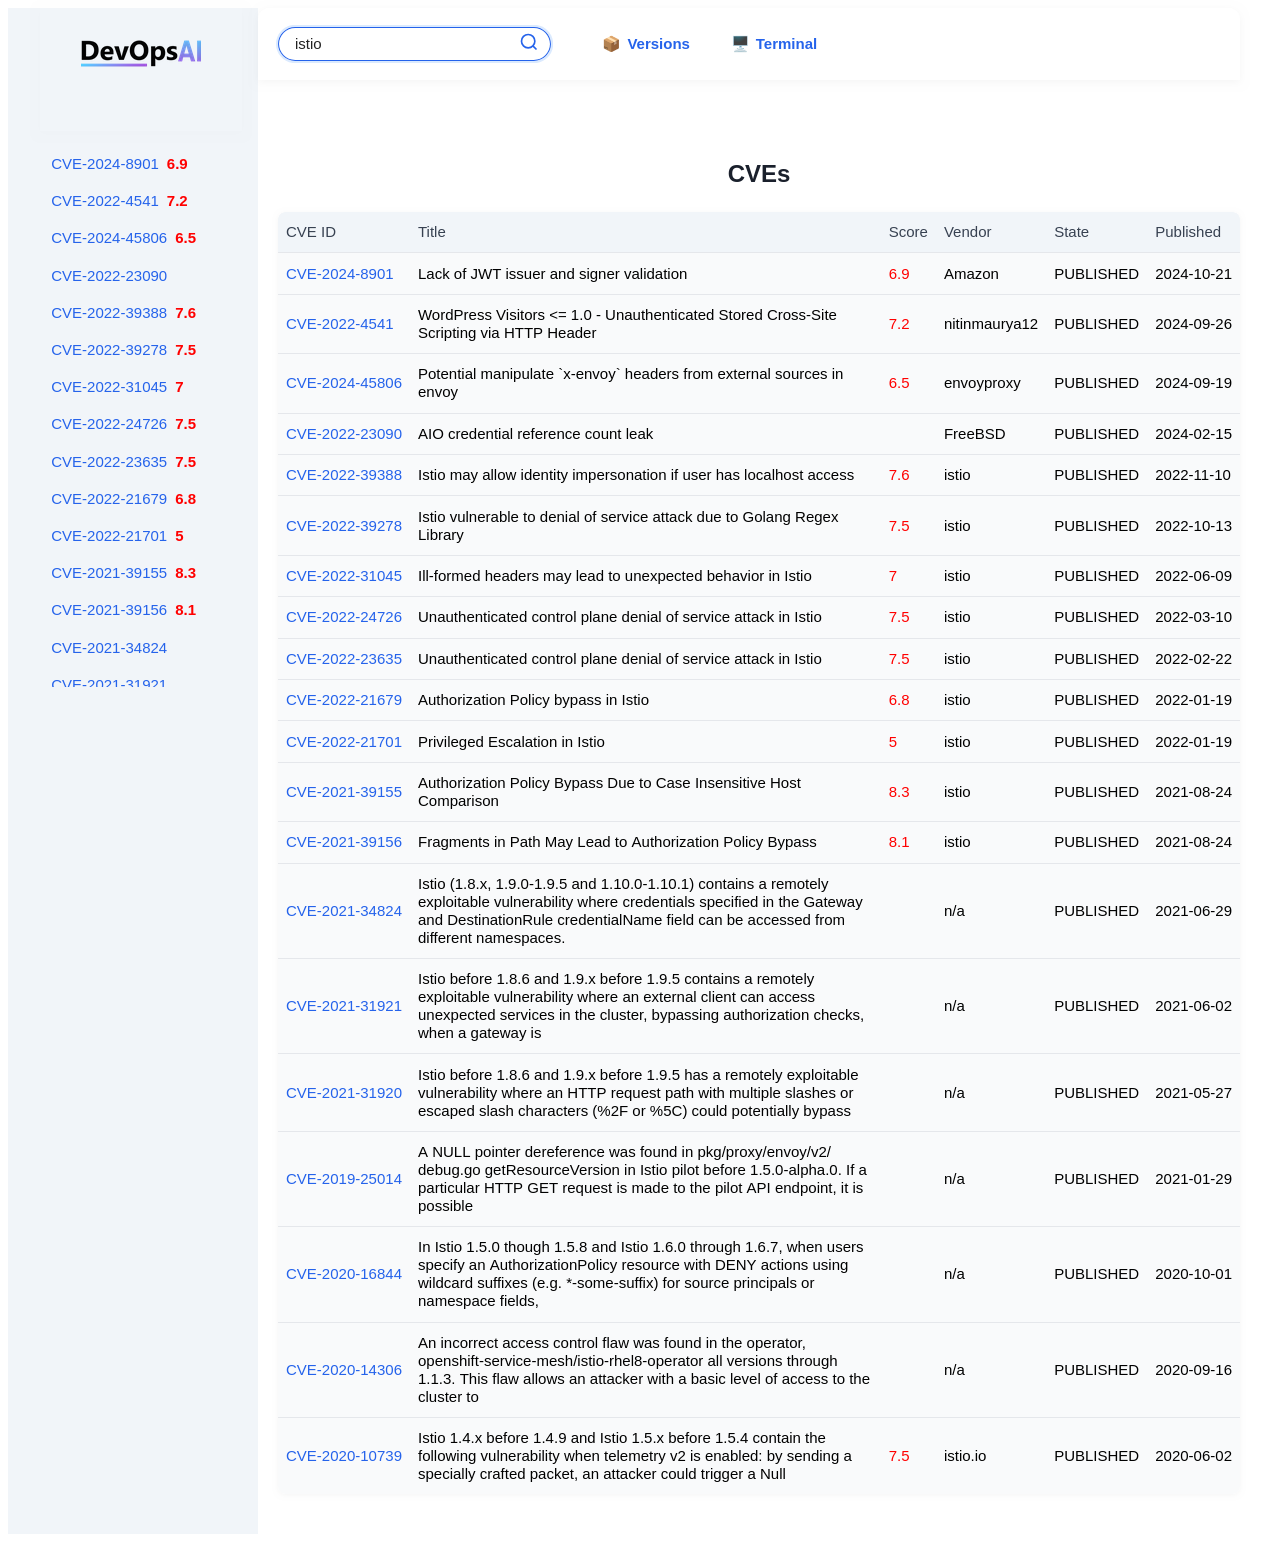 DevOpsAI
istio
📦 Versions
🖥️ Terminal
CVE-2024-8901 6.9
CVE-2022-4541 7.2
CVE-2024-45806 6.5
CVE-2022-23090
CVE-2022-39388 7.6
CVE-2022-39278 7.5
CVE-2022-31045 7
CVE-2022-24726 7.5
CVE-2022-23635 7.5
CVE-2022-21679 6.8
CVE-2022-21701 5
CVE-2021-39155 8.3
CVE-2021-39156 8.1
CVE-2021-34824
CVE-2021-31921
CVEs
CVE ID Title Score Vendor State Published
CVE-2024-8901 Lack of JWT issuer and signer validation 6.9 Amazon PUBLISHED 2024-10-21
WordPress Visitors <= 1.0 - Unauthenticated Stored Cross-Site
CVE-2022-4541 Scripting via HTTP Header 7.2 nitinmaurya12 PUBLISHED 2024-09-26
Potential manipulate `x-envoy` headers from external sources in
CVE-2024-45806 envoy 6.5 envoyproxy PUBLISHED 2024-09-19
CVE-2022-23090 AIO credential reference count leak FreeBSD PUBLISHED 2024-02-15
CVE-2022-39388 Istio may allow identity impersonation if user has localhost access 7.6 istio PUBLISHED 2022-11-10
Istio vulnerable to denial of service attack due to Golang Regex
CVE-2022-39278 Library 7.5 istio PUBLISHED 2022-10-13
CVE-2022-31045 Ill-formed headers may lead to unexpected behavior in Istio 7 istio PUBLISHED 2022-06-09
CVE-2022-24726 Unauthenticated control plane denial of service attack in Istio 7.5 istio PUBLISHED 2022-03-10
CVE-2022-23635 Unauthenticated control plane denial of service attack in Istio 7.5 istio PUBLISHED 2022-02-22
CVE-2022-21679 Authorization Policy bypass in Istio 6.8 istio PUBLISHED 2022-01-19
CVE-2022-21701 Privileged Escalation in Istio 5 istio PUBLISHED 2022-01-19
Authorization Policy Bypass Due to Case Insensitive Host
CVE-2021-39155 Comparison 8.3 istio PUBLISHED 2021-08-24
CVE-2021-39156 Fragments in Path May Lead to Authorization Policy Bypass 8.1 istio PUBLISHED 2021-08-24
Istio (1.8.x, 1.9.0-1.9.5 and 1.10.0-1.10.1) contains a remotely
exploitable vulnerability where credentials specified in the Gateway
CVE-2021-34824 and DestinationRule credentialName field can be accessed from n/a PUBLISHED 2021-06-29
different namespaces.
Istio before 1.8.6 and 1.9.x before 1.9.5 contains a remotely
exploitable vulnerability where an external client can access
CVE-2021-31921 unexpected services in the cluster, bypassing authorization checks, n/a PUBLISHED 2021-06-02
when a gateway is
Istio before 1.8.6 and 1.9.x before 1.9.5 has a remotely exploitable
CVE-2021-31920 vulnerability where an HTTP request path with multiple slashes or n/a PUBLISHED 2021-05-27
escaped slash characters (%2F or %5C) could potentially bypass
A NULL pointer dereference was found in pkg/proxy/envoy/v2/
debug.go getResourceVersion in Istio pilot before 1.5.0-alpha.0. If a
CVE-2019-25014 particular HTTP GET request is made to the pilot API endpoint, it is n/a PUBLISHED 2021-01-29
possible
In Istio 1.5.0 though 1.5.8 and Istio 1.6.0 through 1.6.7, when users
specify an AuthorizationPolicy resource with DENY actions using
CVE-2020-16844 wildcard suffixes (e.g. *-some-suffix) for source principals or n/a PUBLISHED 2020-10-01
namespace fields,
An incorrect access control flaw was found in the operator,
openshift-service-mesh/istio-rhel8-operator all versions through
CVE-2020-14306 1.1.3. This flaw allows an attacker with a basic level of access to the n/a PUBLISHED 2020-09-16
cluster to
Istio 1.4.x before 1.4.9 and Istio 1.5.x before 1.5.4 contain the
CVE-2020-10739 following vulnerability when telemetry v2 is enabled: by sending a 7.5 istio.io PUBLISHED 2020-06-02
specially crafted packet, an attacker could trigger a Null